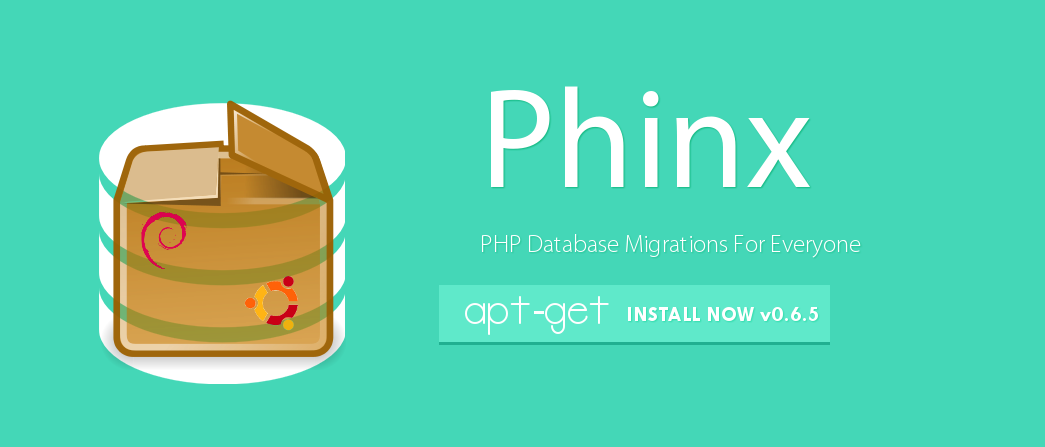 Phinx
PHP Database Migrations For Everyone
apt-get INSTALL NOW v0.6.5